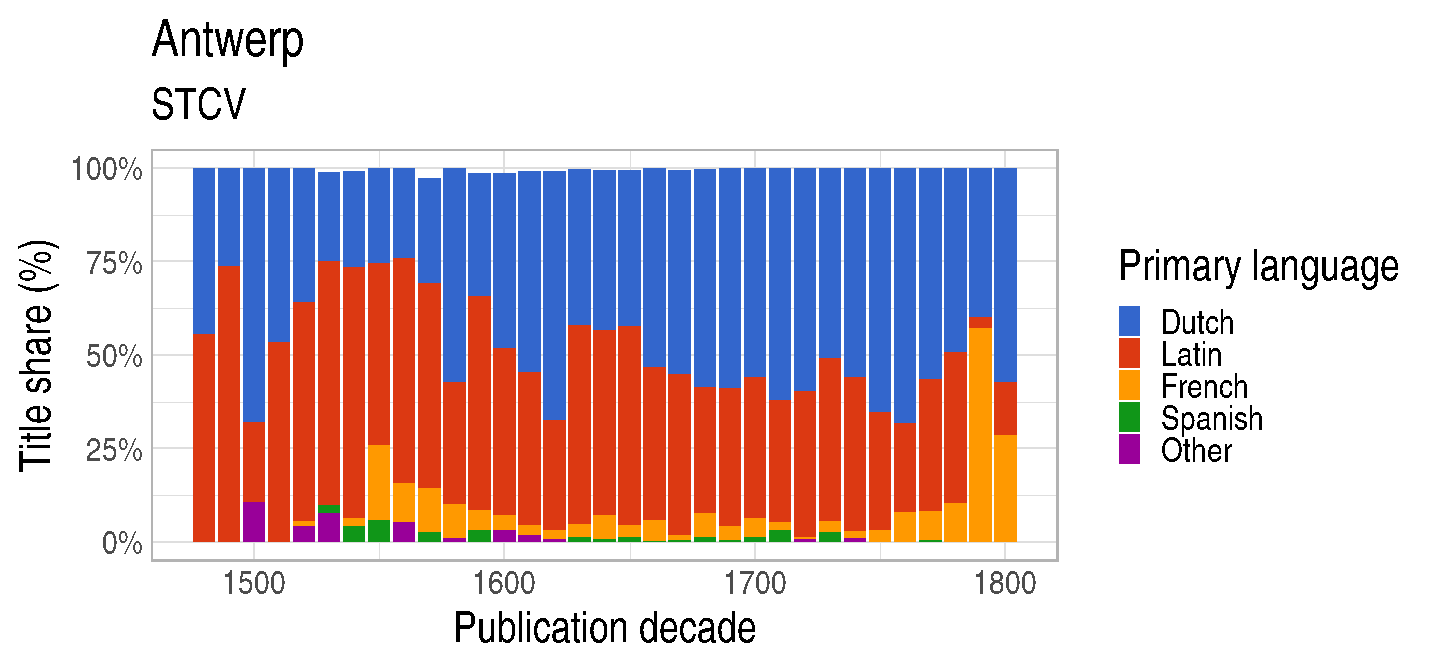 Antwerp
STCV
100%
75%
50%
25%
0%
Title share (%)
1500 1600 1700 1800
Publication decade
Primary language
Dutch
Latin
French
Spanish
Other